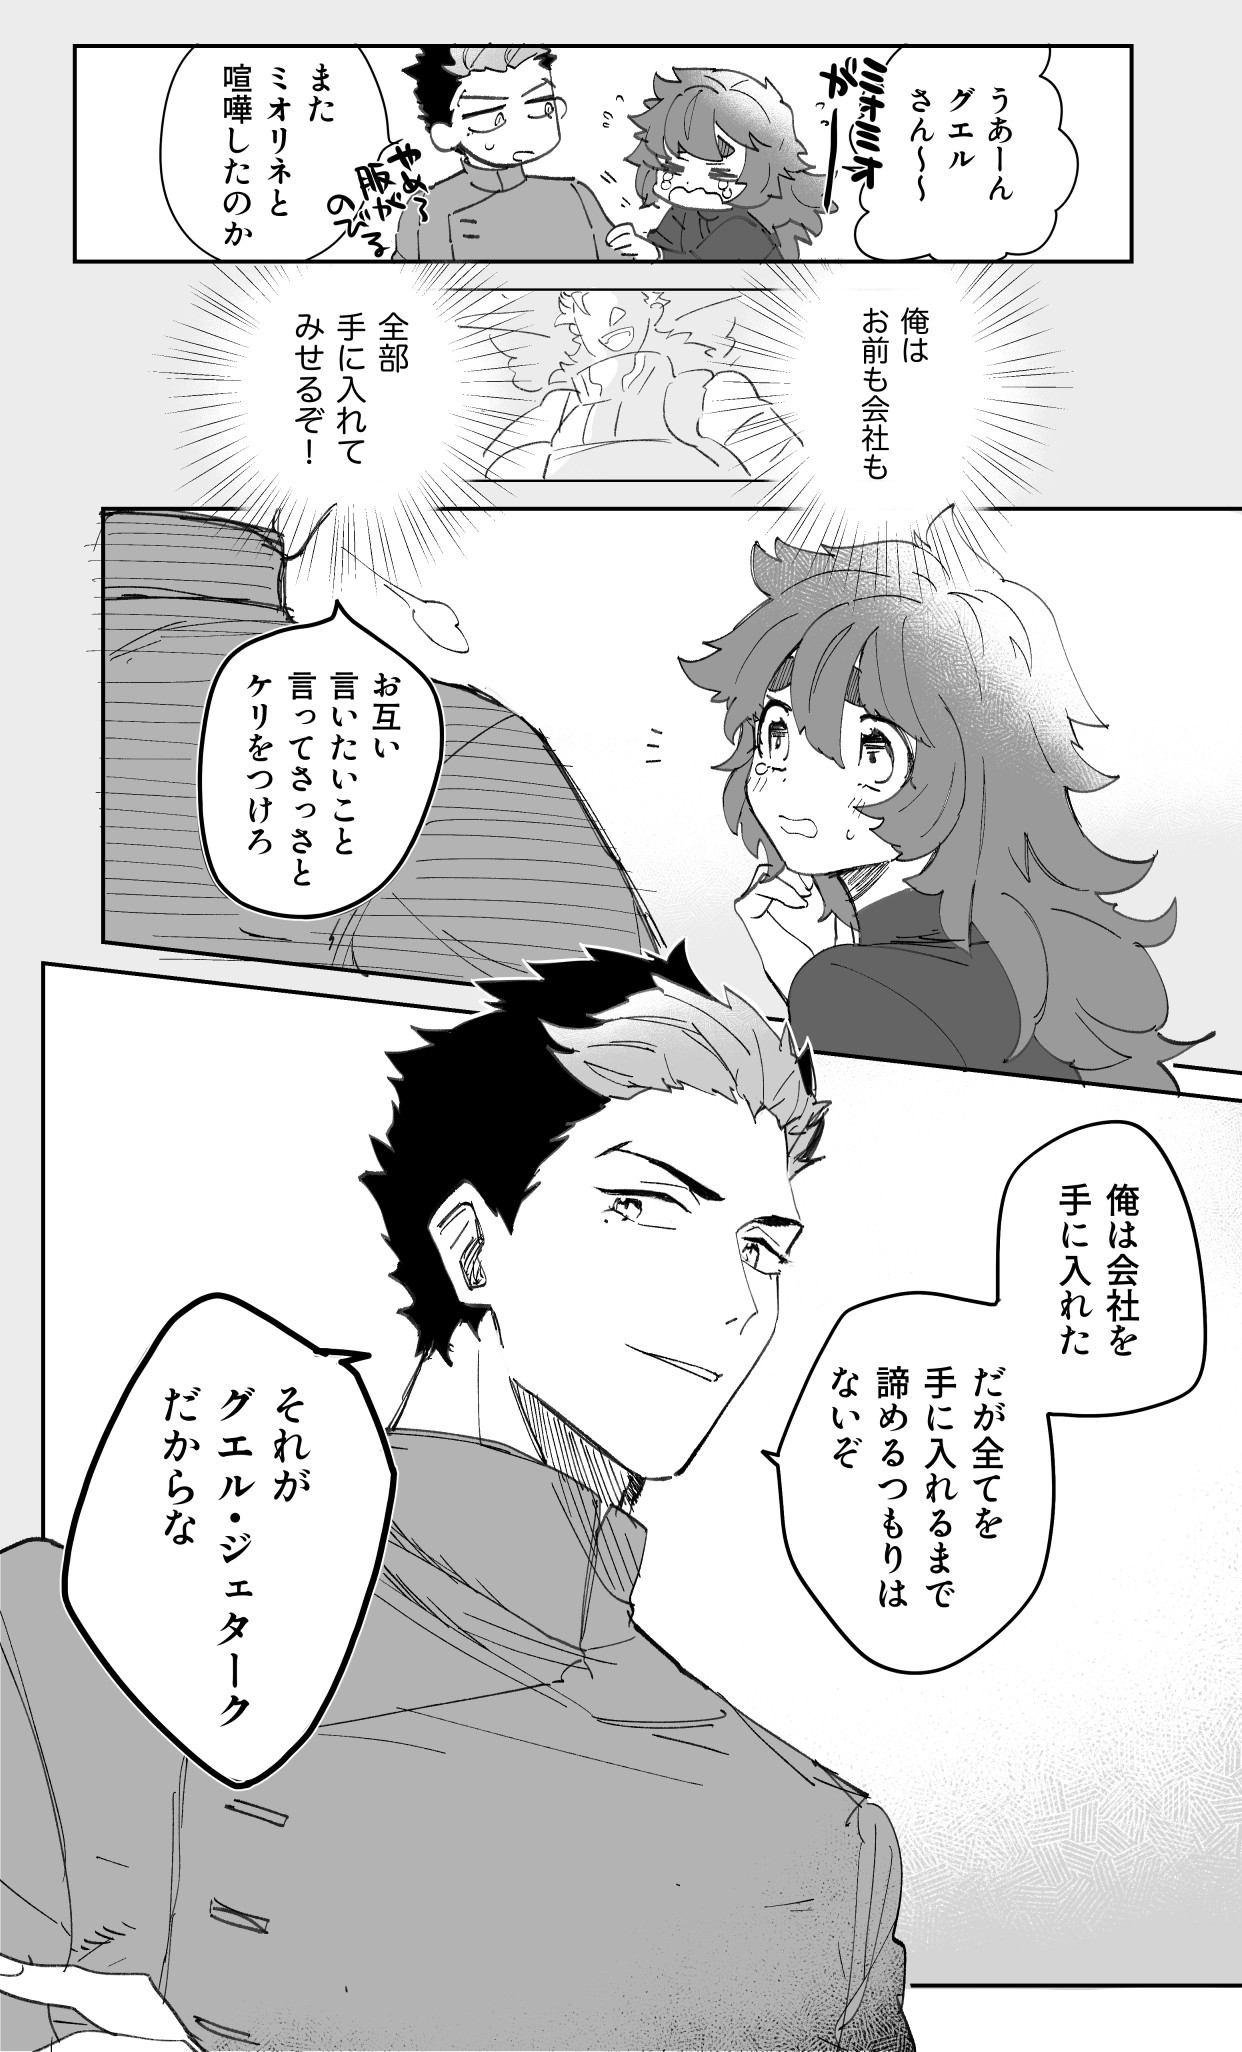 うあーん
グエル
さん〜〜
ミオミオ
が
また
ミオリネと
喧嘩したのか
やめ〜
服が
のびる
俺は
お前も会社も
全部
手に入れて
みせるぞ！
お互い
言いたいこと
言ってさっさと
ケリをつけろ
俺は会社を
手に入れた
だが全てを
手に入れるまで
諦めるつもりは
ないぞ
それが
グエル・ジェターク
だからな